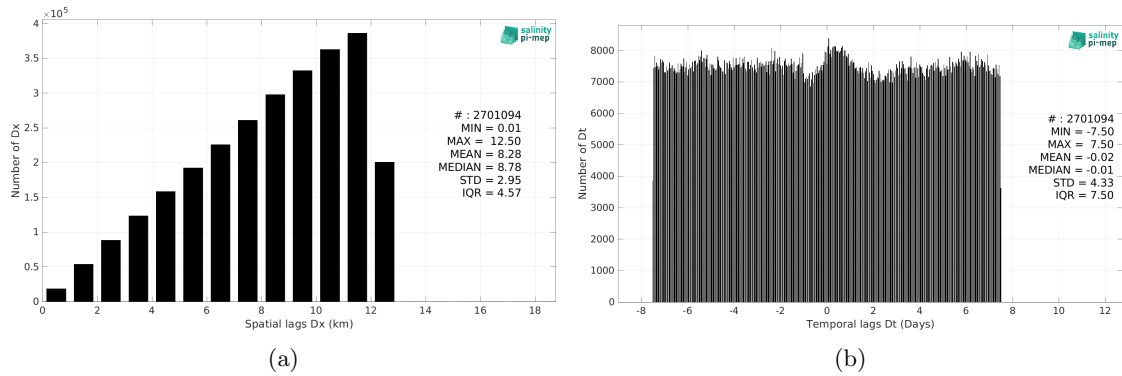 ×10⁵
4
3.5
3
2.5
2
1.5
1
0.5
0
Number of Dx
0 2 4 6 8 10 12 14 16 18
Spatial lags Dx (km)
salinity
pi-mep
# : 2701094
MIN = 0.01
MAX = 12.50
MEAN = 8.28
MEDIAN = 8.78
STD = 2.95
IQR = 4.57
(a)
8000
7000
6000
5000
4000
3000
2000
1000
0
Number of Dt
-8 -6 -4 -2 0 2 4 6 8 10 12
Temporal lags Dt (Days)
salinity
pi-mep
# : 2701094
MIN = -7.50
MAX = 7.50
MEAN = -0.02
MEDIAN = -0.01
STD = 4.33
IQR = 7.50
(b)